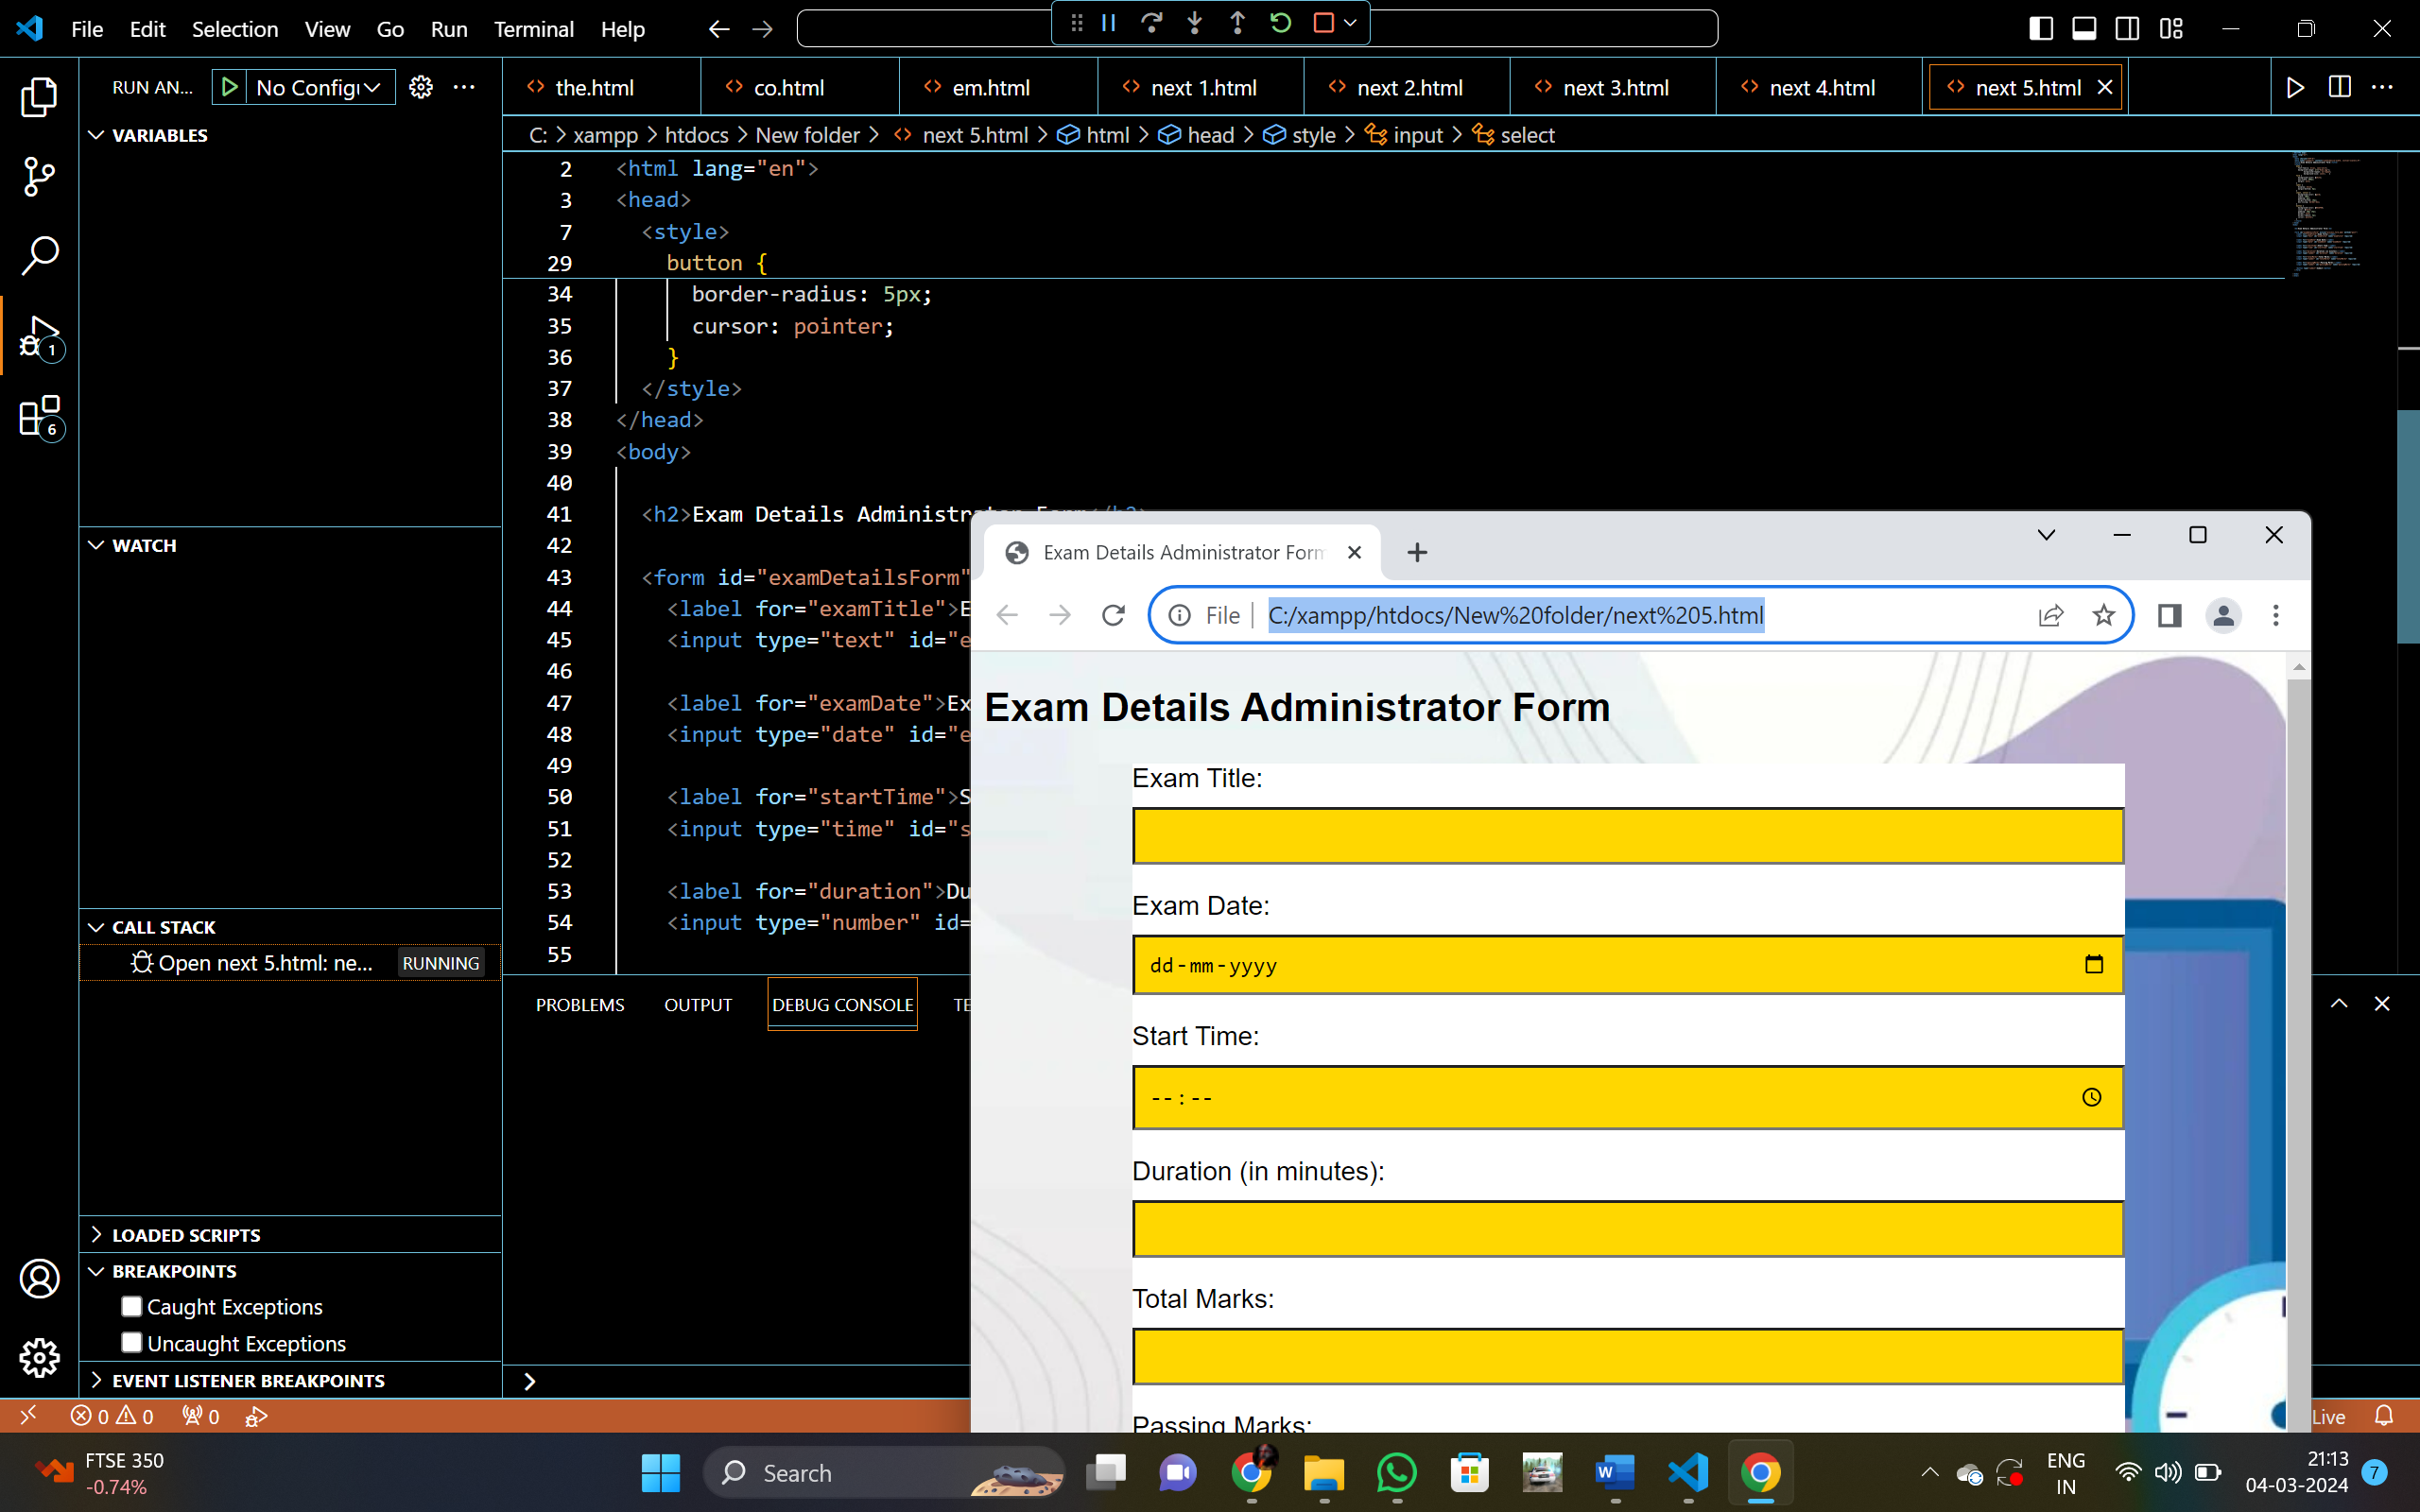 File Edit Selection View Go Run Terminal Help
RUN AN... No Configu
the.html co.html em.html next 1.html next 2.html next 3.html next 4.html next 5.html
C: > xampp > htdocs > New folder > next 5.html > html > head > style > input > select
VARIABLES
WATCH
CALL STACK
Open next 5.html: ne... RUNNING
LOADED SCRIPTS
BREAKPOINTS
Caught Exceptions
Uncaught Exceptions
EVENT LISTENER BREAKPOINTS
1
6
2 <html lang="en">
3 <head>
7 <style>
29 button {
34 border-radius: 5px;
35 cursor: pointer;
36 }
37 </style>
38 </head>
39 <body>
40
41 <h2>Exam Details Administrator Form</h2>
42
43 <form id="examDetailsForm"
44 <label for="examTitle">E
45 <input type="text" id="e
46
47 <label for="examDate">Ex
48 <input type="date" id="e
49
50 <label for="startTime">S
51 <input type="time" id="s
52
53 <label for="duration">Du
54 <input type="number" id=
55
PROBLEMS OUTPUT DEBUG CONSOLE TE
Exam Details Administrator Form
File C:/xampp/htdocs/New%20folder/next%205.html
Exam Details Administrator Form
Exam Title:
Exam Date:
dd-mm-yyyy
Start Time:
--:--
Duration (in minutes):
Total Marks:
Passing Marks:
0 0 0
Live
FTSE 350
-0.74%
Search
ENG
IN
21:13
04-03-2024
7